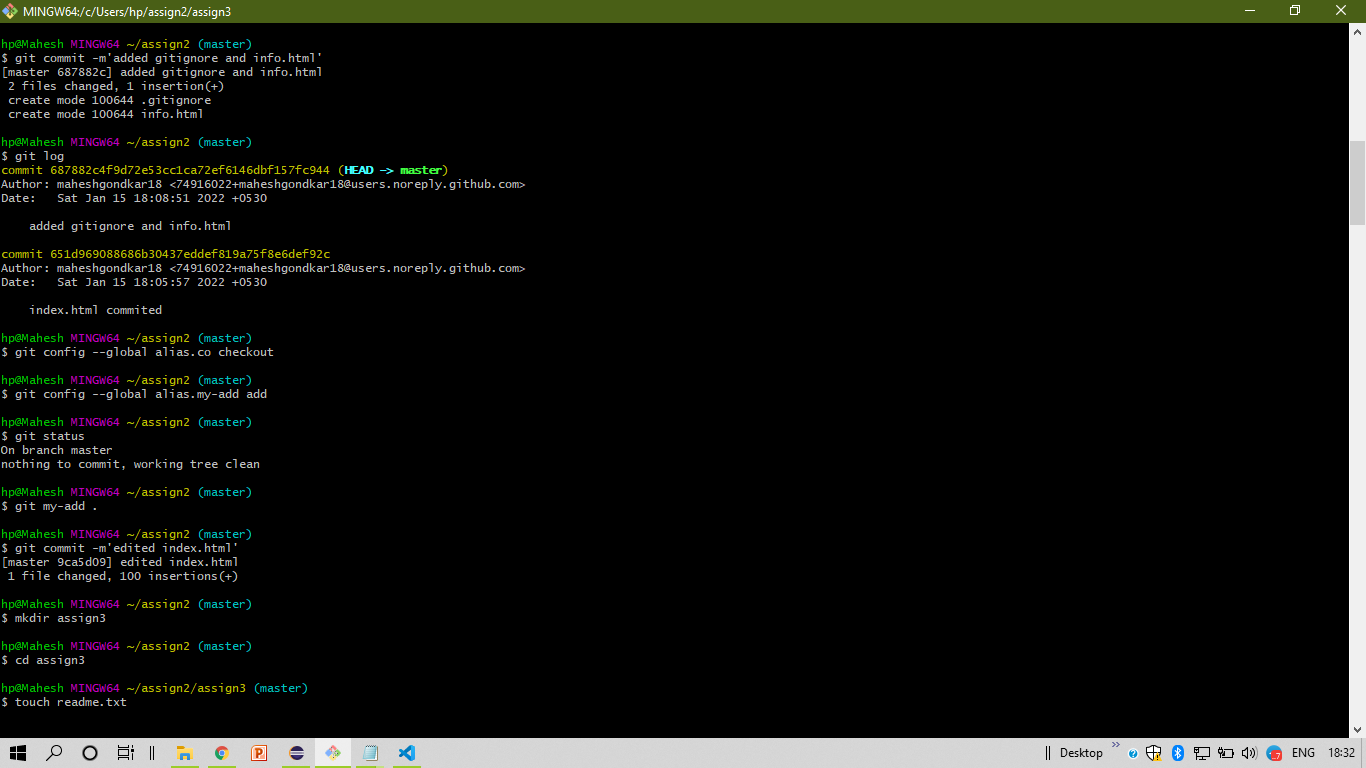 MINGW64:/c/Users/hp/assign2/assign3
hp@Mahesh MINGW64 ~/assign2 (master)
$ git commit -m'added gitignore and info.html'
[master 687882c] added gitignore and info.html
 2 files changed, 1 insertion(+)
 create mode 100644 .gitignore
 create mode 100644 info.html
hp@Mahesh MINGW64 ~/assign2 (master)
$ git log
commit 687882c4f9d72e53cc1ca72ef6146dbf157fc944 (HEAD -> master)
Author: maheshgondkar18 <74916022+maheshgondkar18@users.noreply.github.com>
Date:   Sat Jan 15 18:08:51 2022 +0530
    added gitignore and info.html
commit 651d969088686b30437eddef819a75f8e6def92c
Author: maheshgondkar18 <74916022+maheshgondkar18@users.noreply.github.com>
Date:   Sat Jan 15 18:05:57 2022 +0530
    index.html commited
hp@Mahesh MINGW64 ~/assign2 (master)
$ git config --global alias.co checkout
hp@Mahesh MINGW64 ~/assign2 (master)
$ git config --global alias.my-add add
hp@Mahesh MINGW64 ~/assign2 (master)
$ git status
On branch master
nothing to commit, working tree clean
hp@Mahesh MINGW64 ~/assign2 (master)
$ git my-add .
hp@Mahesh MINGW64 ~/assign2 (master)
$ git commit -m'edited index.html'
[master 9ca5d09] edited index.html
 1 file changed, 100 insertions(+)
hp@Mahesh MINGW64 ~/assign2 (master)
$ mkdir assign3
hp@Mahesh MINGW64 ~/assign2 (master)
$ cd assign3
hp@Mahesh MINGW64 ~/assign2/assign3 (master)
$ touch readme.txt
Desktop
ENG
18:32